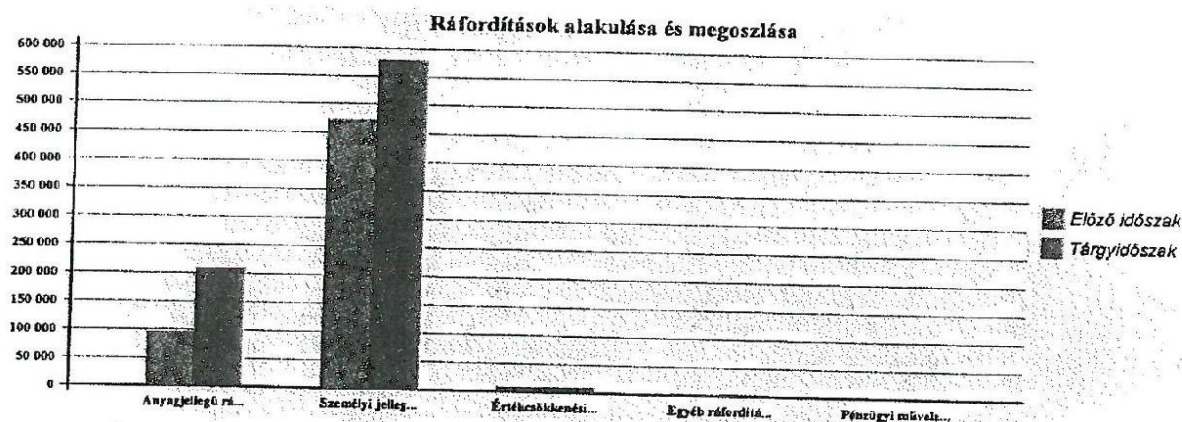 Ráfordítások alakulása és megoszlása
600 000
550 000
500 000
450 000
400 000
350 000
300 000
250 000
200 000
150 000
100 000
50 000
0
Anyagjellegű rá...
Személyi jelleg...
Értékcsökkenési...
Egyéb ráfordítá...
Pénzügyi művele...
Előző időszak
Tárgyidőszak